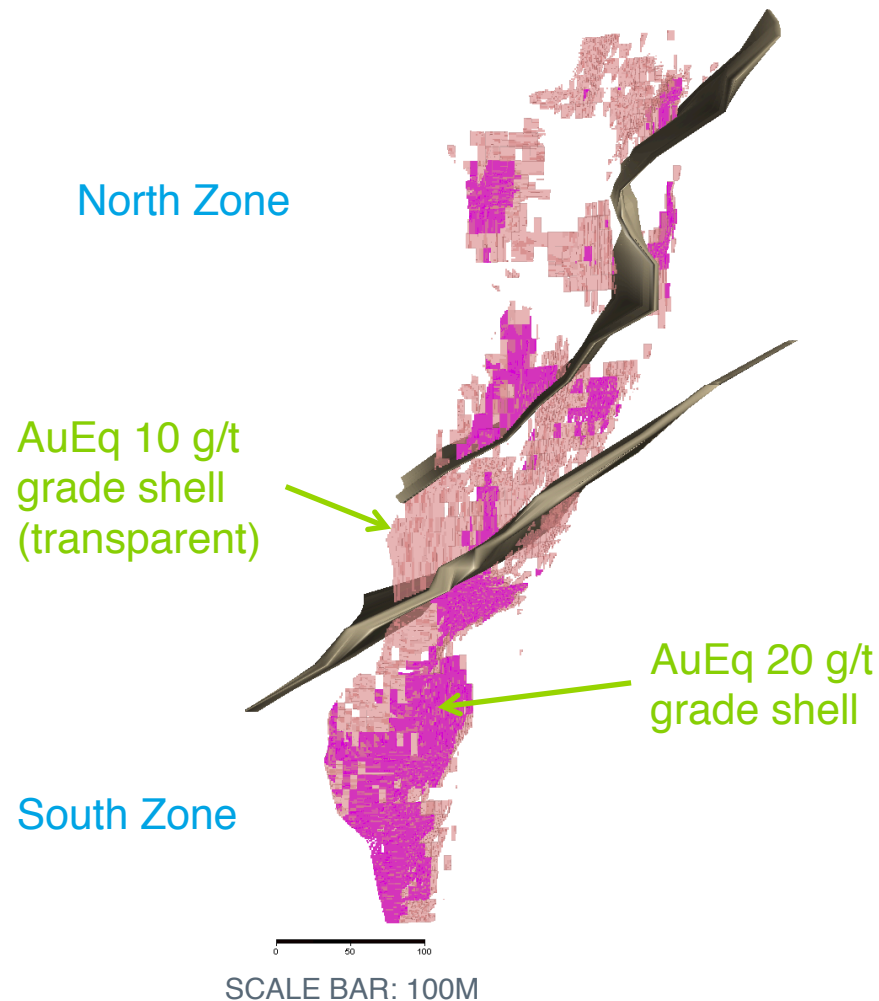 North Zone
AuEq 10 g/t
grade shell
(transparent)
AuEq 20 g/t
grade shell
South Zone
0 50 100
SCALE BAR: 100M